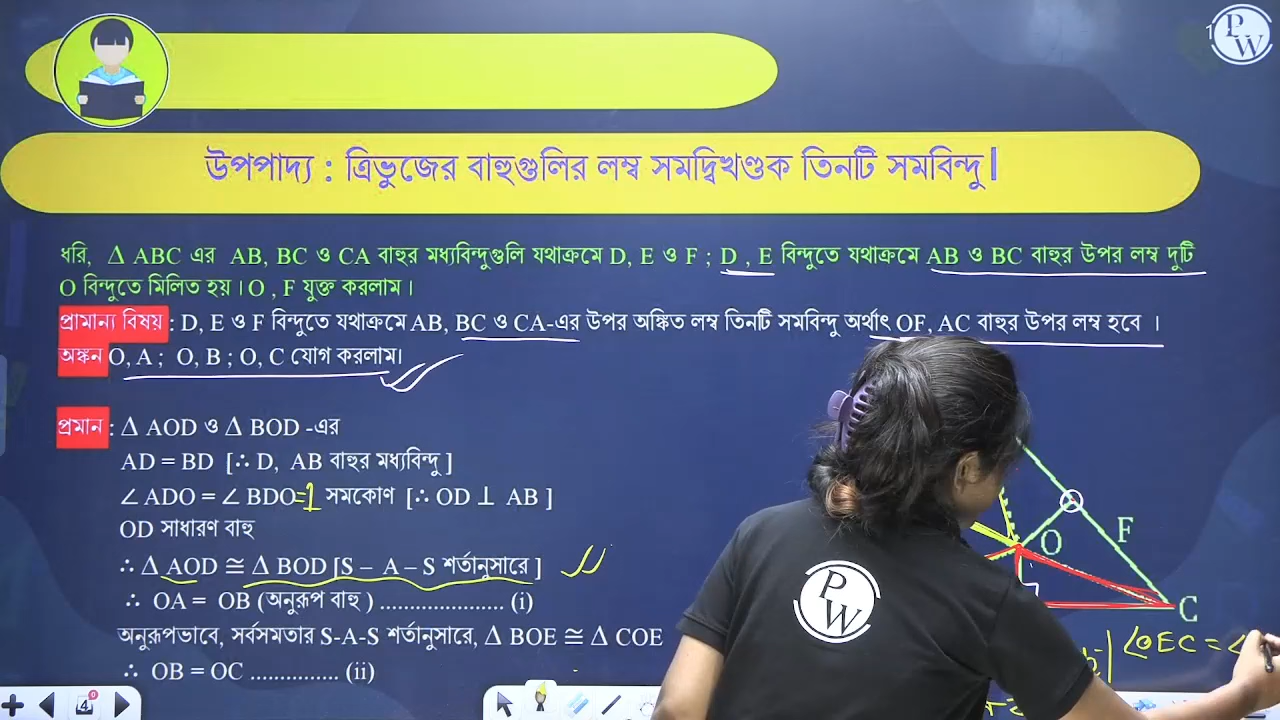 উপপাদ্য : ত্রিভুজের বাহুগুলির লম্ব সমদ্বিখণ্ডক তিনটি সমবিন্দু।
ধরি, Δ ABC এর AB, BC ও CA বাহুর মধ্যবিন্দুগুলি যথাক্রমে D, E ও F ; D , E বিন্দুতে যথাক্রমে AB ও BC বাহুর উপর লম্ব দুটি
O বিন্দুতে মিলিত হয়। O , F যুক্ত করলাম।
প্রামান্য বিষয় : D, E ও F বিন্দুতে যথাক্রমে AB, BC ও CA-এর উপর অঙ্কিত লম্ব তিনটি সমবিন্দু অর্থাৎ OF, AC বাহুর উপর লম্ব হবে ।
অঙ্কন O, A ; O, B ; O, C যোগ করলাম।
প্রমান : Δ AOD ও Δ BOD -এর
AD = BD [∴ D, AB বাহুর মধ্যবিন্দু ]
∠ ADO = ∠ BDO=1 সমকোণ [∴ OD ⊥ AB ]
OD সাধারণ বাহু
∴ Δ AOD ≅ Δ BOD [S – A – S শর্তানুসারে ]
∴ OA = OB (অনুরূপ বাহু ) ...................... (i)
অনুরূপভাবে, সর্বসমতার S-A-S শর্তানুসারে, Δ BOE ≅ Δ COE
∴ OB = OC ............... (ii)
O
F
C
∠OEC = ∠
PW
PW
4